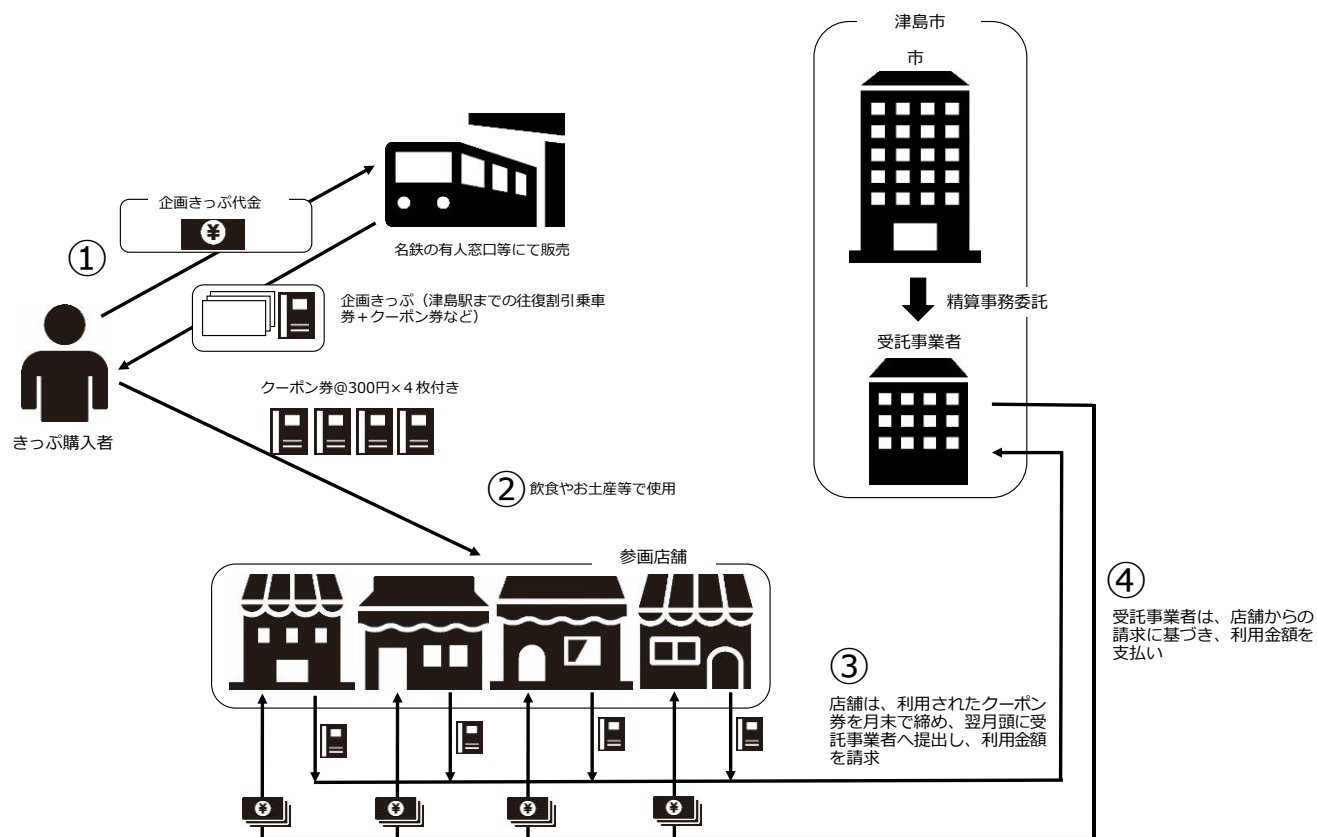 津島市
市
精算事務委託
受託事業者
企画きっぷ代金
¥
①
名鉄の有人窓口等にて販売
企画きっぷ（津島駅までの往復割引乗車
券＋クーポン券など）
きっぷ購入者
クーポン券@300円×４枚付き
②
飲食やお土産等で使用
参画店舗
③
店舗は、利用されたクーポン
券を月末で締め、翌月頭に受
託事業者へ提出し、利用金額
を請求
④
受託事業者は、店舗からの
請求に基づき、利用金額を
支払い
¥
¥
¥
¥